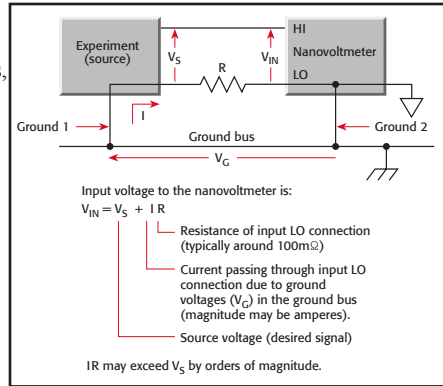 Experiment
(source)
HI
Nanovoltmeter
LO
VS
R
VIN
I
Ground 1
Ground bus
Ground 2
VG
Input voltage to the nanovoltmeter is:
VIN = VS + I R
Resistance of input LO connection
(typically around 100mΩ)
Current passing through input LO
connection due to ground
voltages (VG) in the ground bus
(magnitude may be amperes).
Source voltage (desired signal)
IR may exceed VS by orders of magnitude.